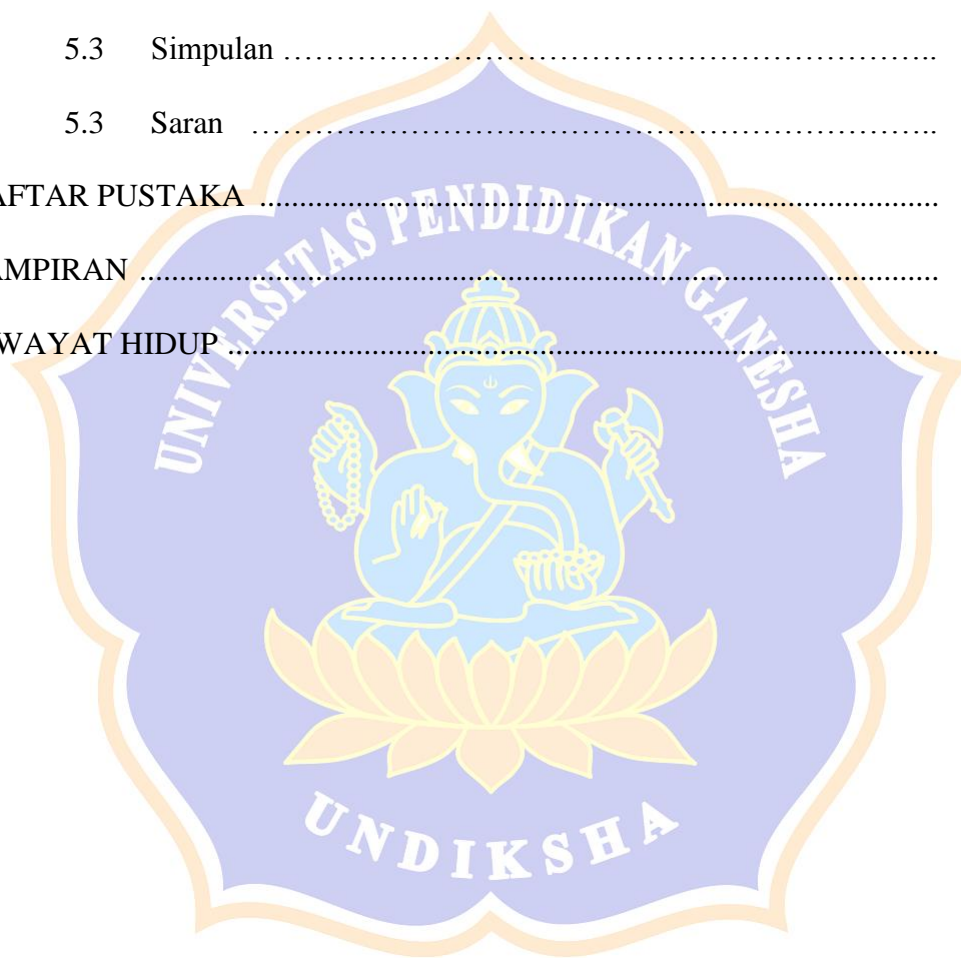 5.3 Simpulan ………………………………………………………..
5.3 Saran …………………………………………………………..
AFTAR PUSTAKA ..........................................................................................
AMPIRAN ........................................................................................................
WAYAT HIDUP .............................................................................................
UNIVERSITAS PENDIDIKAN GANESHA
UNDIKSHA